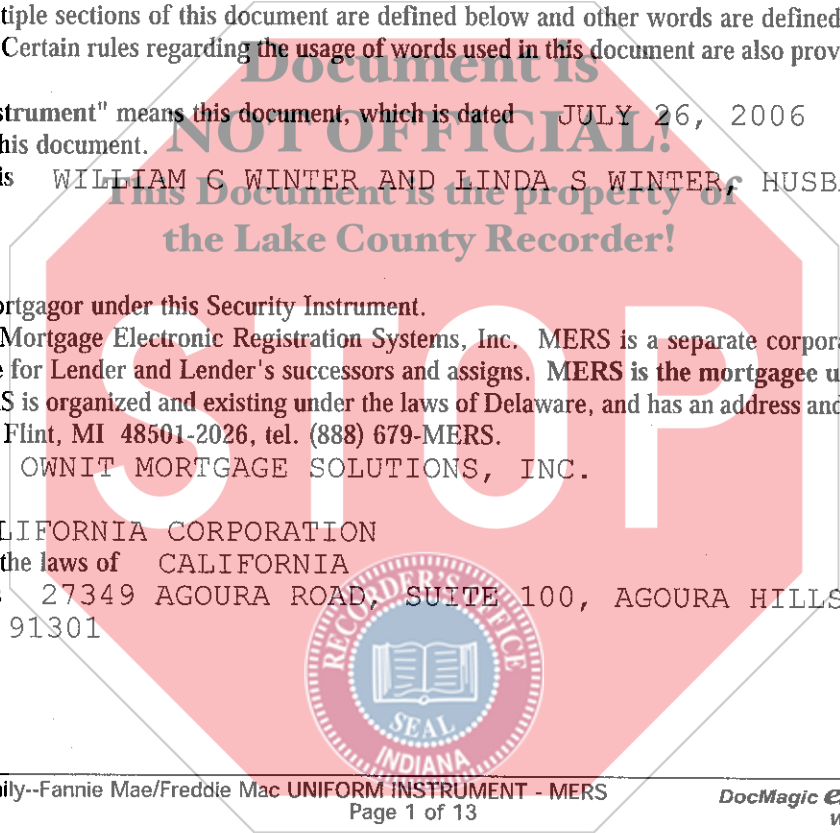 tiple sections of this document are defined below and other words are defined
Certain rules regarding the usage of words used in this document are also prov
Document is
strument" means this document, which is dated JULY 26, 2006
NOT OFFICIAL!
his document.
is WILLIAM C WINTER AND LINDA S WINTER, HUSB
This Document is the property of
the Lake County Recorder!
ortgagor under this Security Instrument.
Mortgage Electronic Registration Systems, Inc. MERS is a separate corpor
e for Lender and Lender's successors and assigns. MERS is the mortgagee u
S is organized and existing under the laws of Delaware, and has an address and
Flint, MI 48501-2026, tel. (888) 679-MERS.
STOP
OWNIT MORTGAGE SOLUTIONS, INC.
LIFORNIA CORPORATION
the laws of CALIFORNIA
27349 AGOURA ROAD, SUITE 100, AGOURA HILLS
91301
RECORDER'S OFFICE
SEAL
INDIANA
ily--Fannie Mae/Freddie Mac UNIFORM INSTRUMENT - MERS
DocMagic e
Page 1 of 13